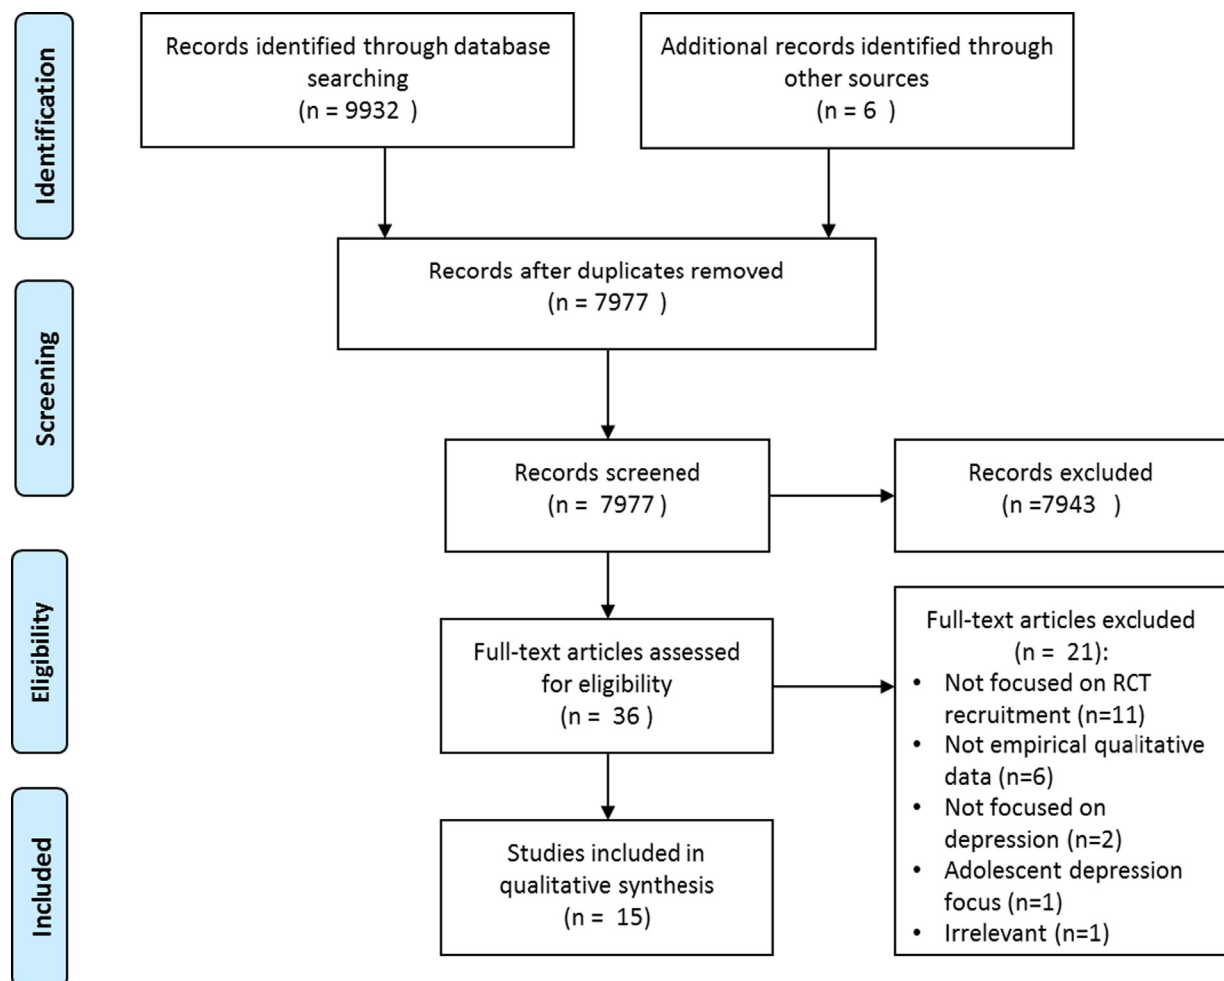 Identification
Records identified through database
searching
(n = 9932  )
Additional records identified through
other sources
(n = 6  )
Records after duplicates removed
(n = 7977  )
Screening
Records screened
(n =  7977 )
Records excluded
(n =7943   )
Eligibility
Full-text articles assessed
for eligibility
(n =  36 )
Full-text articles excluded
(n =  21):
• Not focused on RCT
recruitment (n=11)
• Not empirical qualitative
data (n=6)
• Not focused on
depression (n=2)
• Adolescent depression
focus (n=1)
• Irrelevant (n=1)
Included
Studies included in
qualitative synthesis
(n =  15)